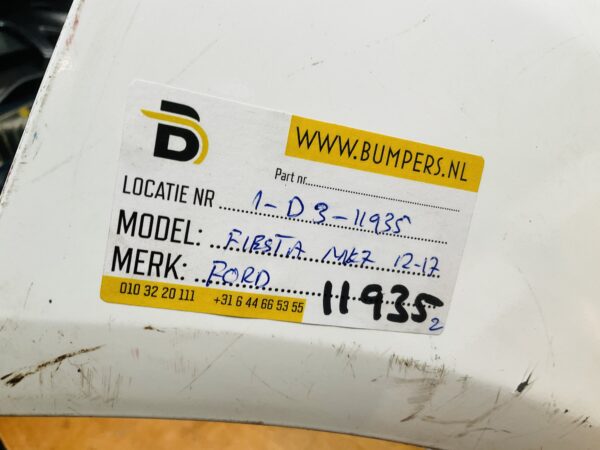 B
WWW.BUMPERS.NL
Part nr.
LOCATIE NR 1-D3-11935
MODEL: FIESTA MK7 12-17
MERK: FORD
010 32 20 111 +31 6 44 66 53 55
11935 2